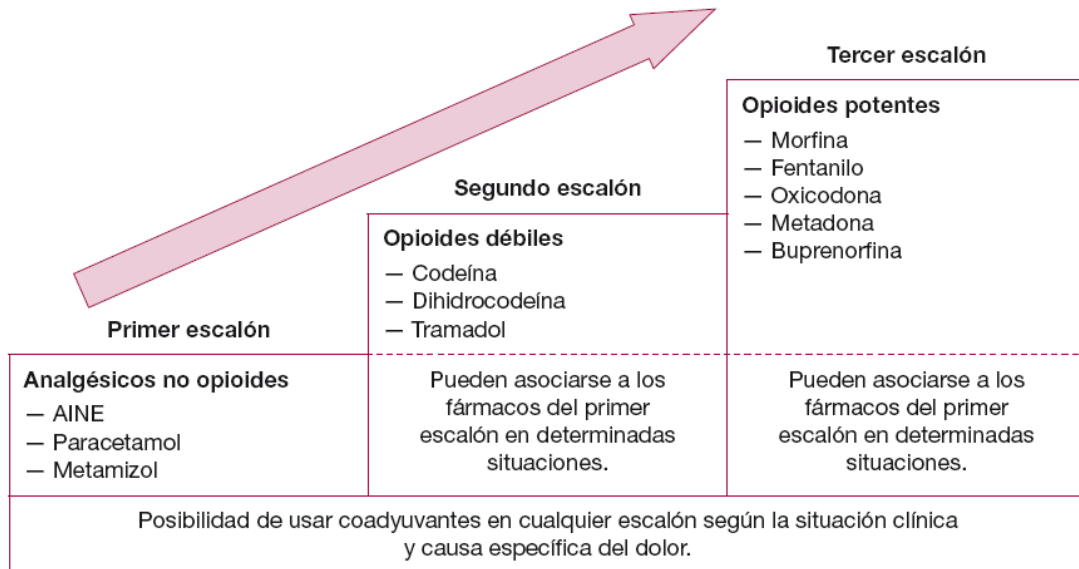 Tercer escalón
Opioides potentes
— Morfina
— Fentanilo
— Oxicodona
— Metadona
— Buprenorfina
Segundo escalón
Opioides débiles
— Codeína
— Dihidrocodeína
— Tramadol
Primer escalón
Analgésicos no opioides
— AINE
— Paracetamol
— Metamizol
Pueden asociarse a los
fármacos del primer
escalón en determinadas
situaciones.
Pueden asociarse a los
fármacos del primer
escalón en determinadas
situaciones.
Posibilidad de usar coadyuvantes en cualquier escalón según la situación clínica
y causa específica del dolor.